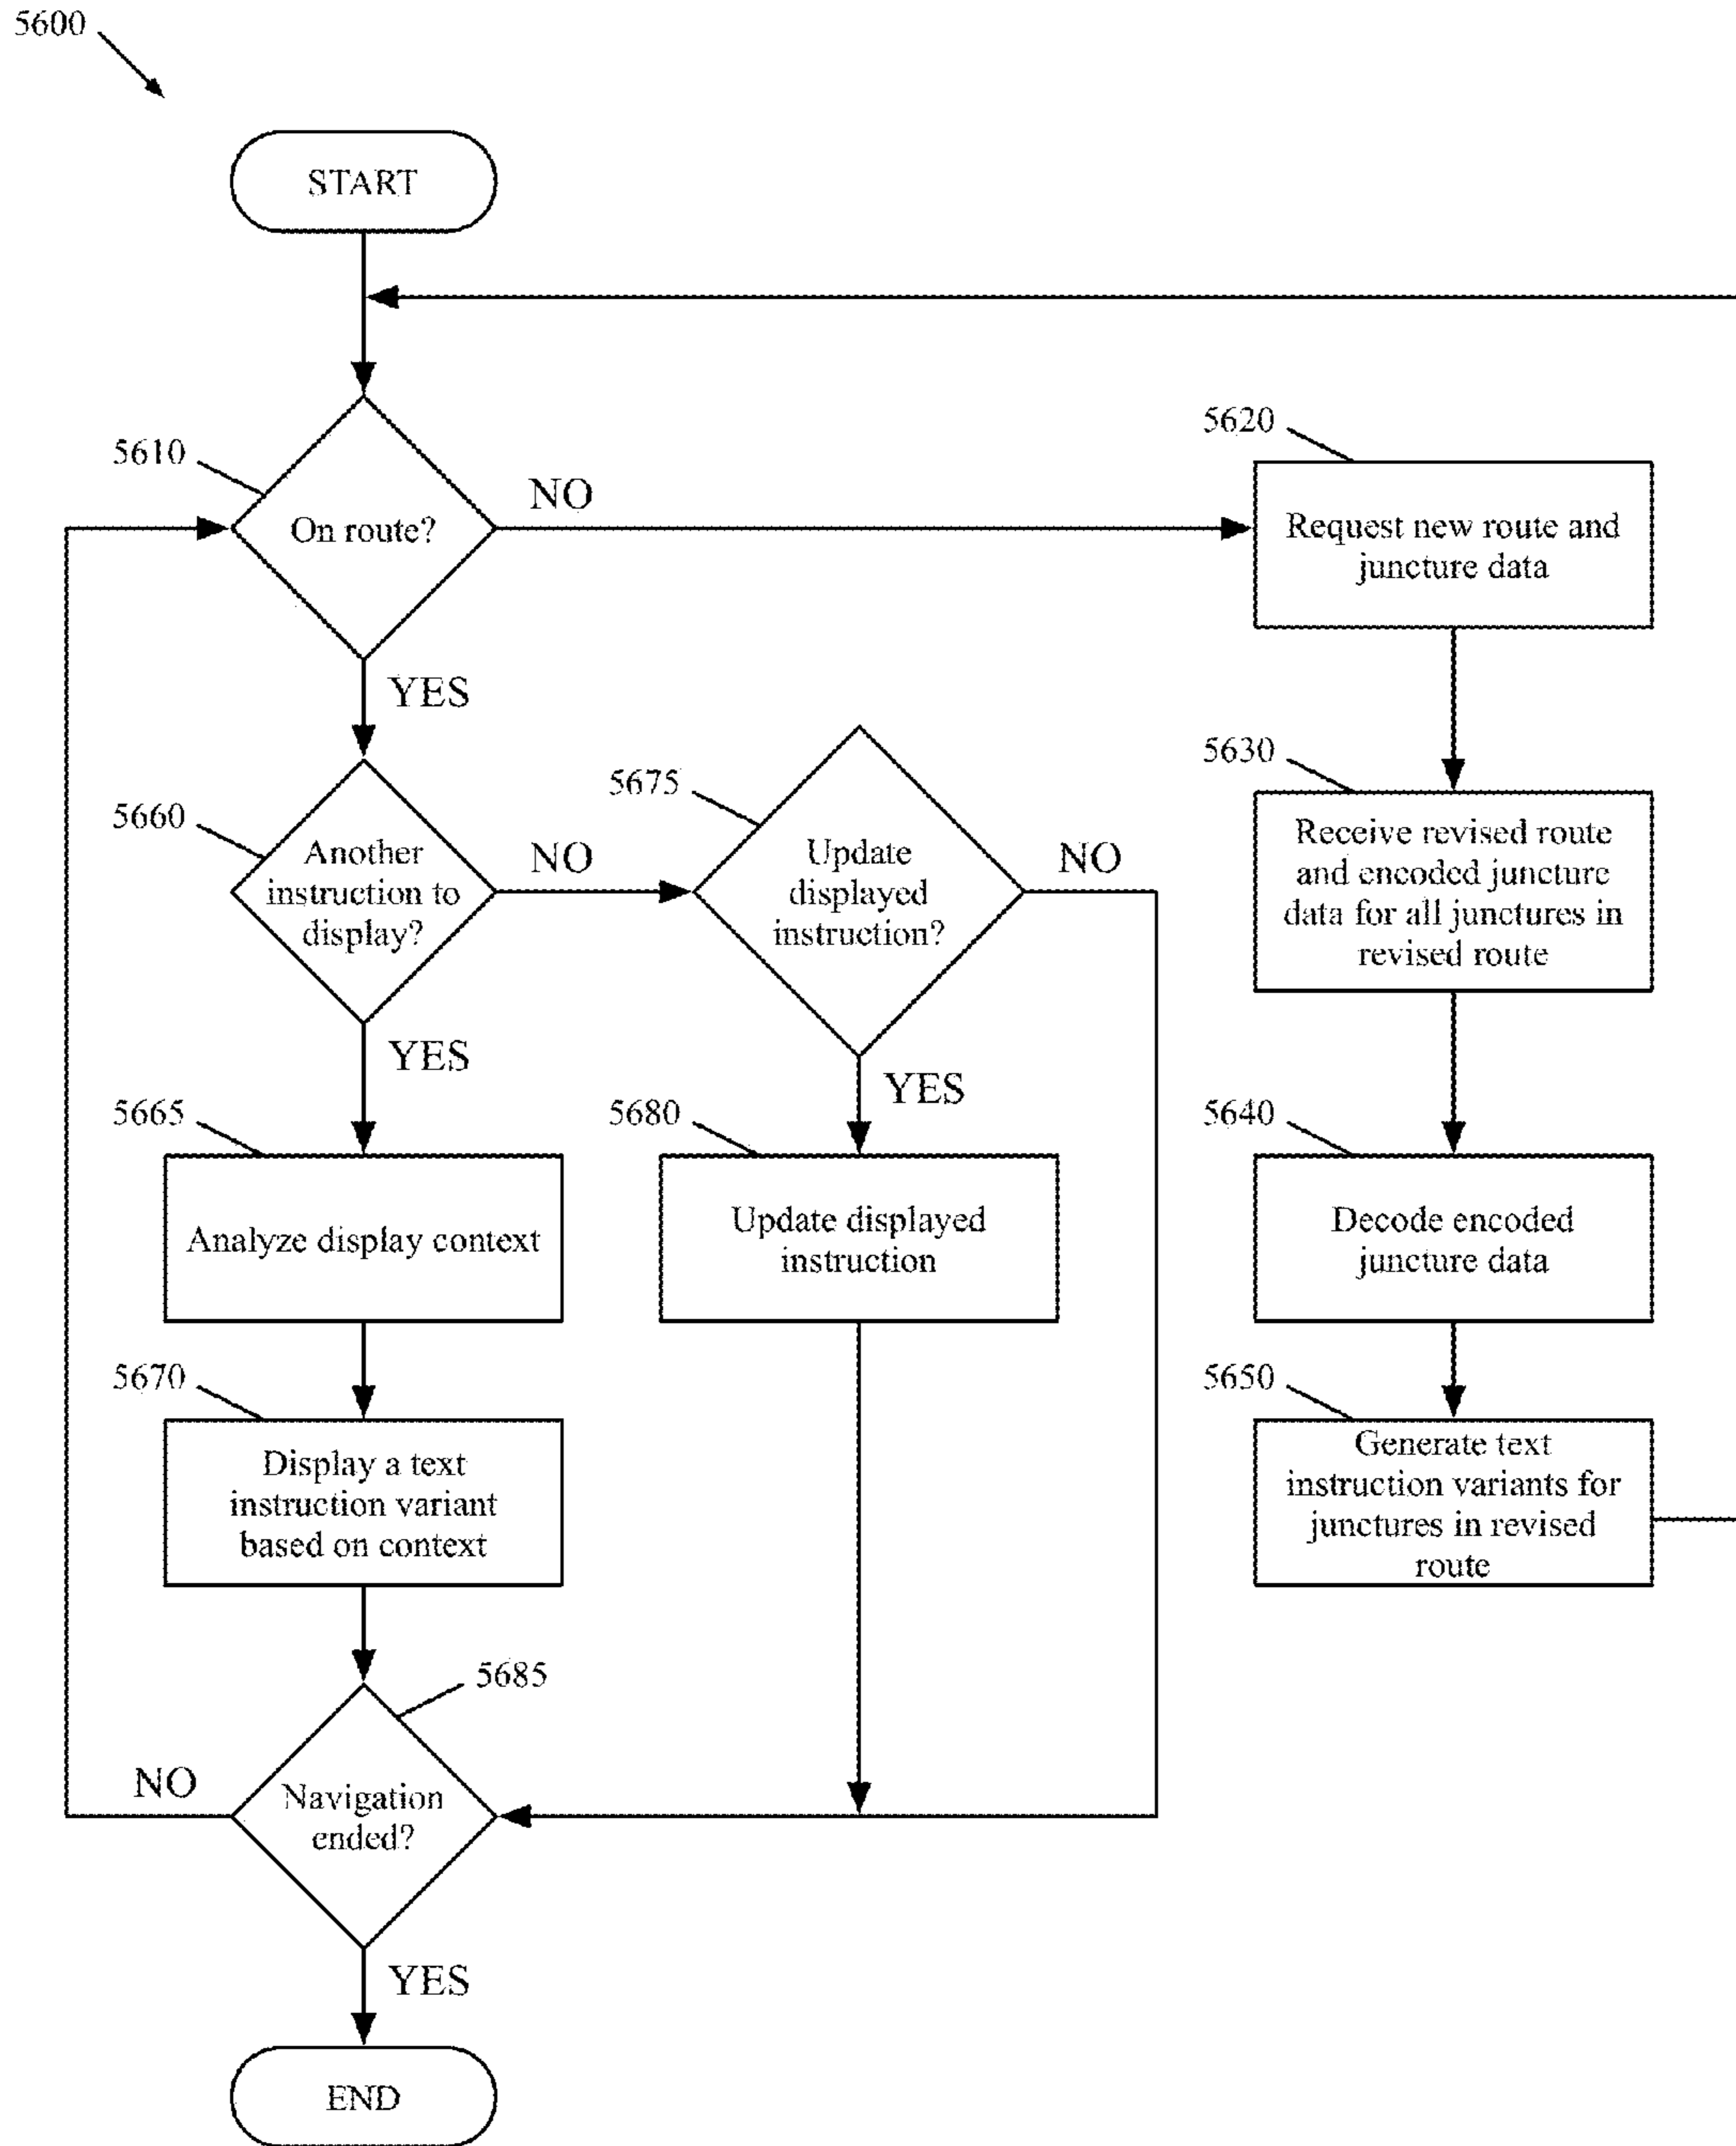 5600
START
5610
On route?
NO
YES
5620
Request new route and
juncture data
5630
Receive revised route
and encoded juncture
data for all junctures in
revised route
5640
Decode encoded
juncture data
5650
Generate text
instruction variants for
junctures in revised
route
5660
Another
instruction to
display?
NO
YES
5675
Update
displayed
instruction?
NO
YES
5665
Analyze display context
5680
Update displayed
instruction
5670
Display a text
instruction variant
based on context
5685
Navigation
ended?
NO
YES
END